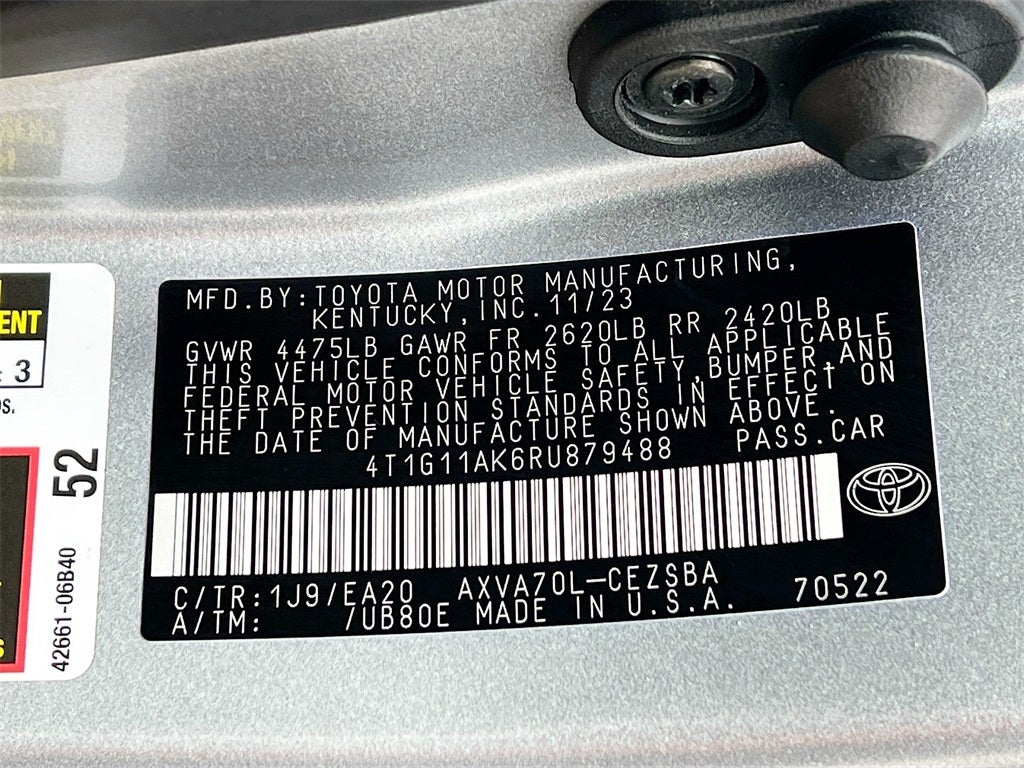 MFD.BY:TOYOTA MOTOR MANUFACTURING,
KENTUCKY,INC.11/23
GVWR 4475LB GAWR FR 2620LB RR 2420LB
THIS VEHICLE CONFORMS TO ALL APPLICABLE
FEDERAL MOTOR VEHICLE SAFETY,BUMPER,AND
THEFT PREVENTION STANDARDS IN EFFECT ON
THE DATE OF MANUFACTURE SHOWN ABOVE.
4T1G11AK6RU879488 PASS.CAR
C/TR:1J9/EA20 AXVA70L-CEZSBA 70522
A/TM: /UB80E MADE IN U.S.A.
ENT
3
52
42661-06B40